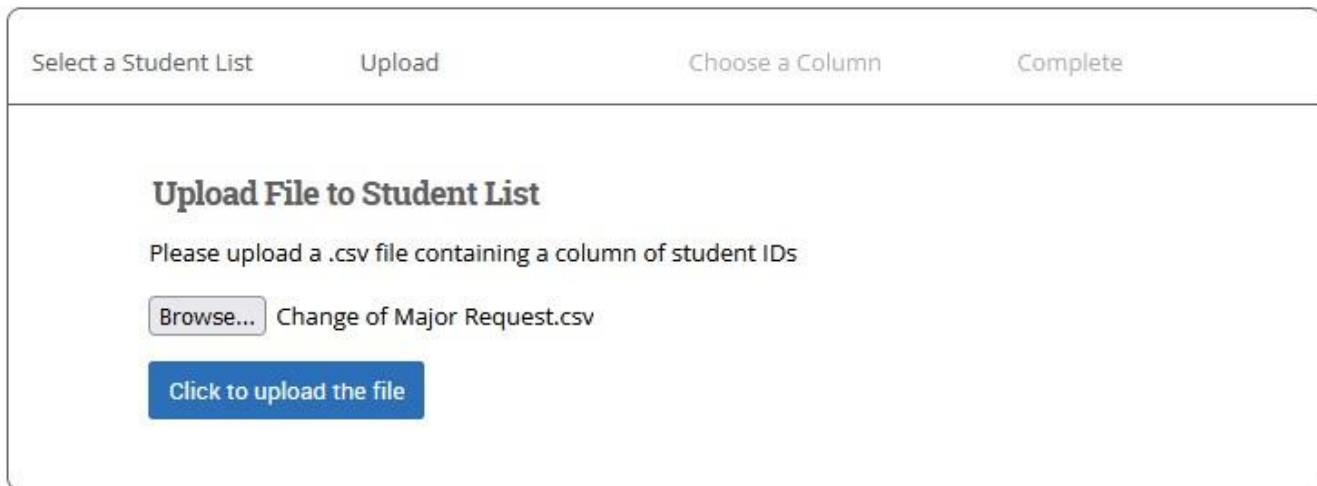 Select a Student List Upload Choose a Column Complete
Upload File to Student List
Please upload a .csv file containing a column of student IDs
Browse... Change of Major Request.csv
Click to upload the file